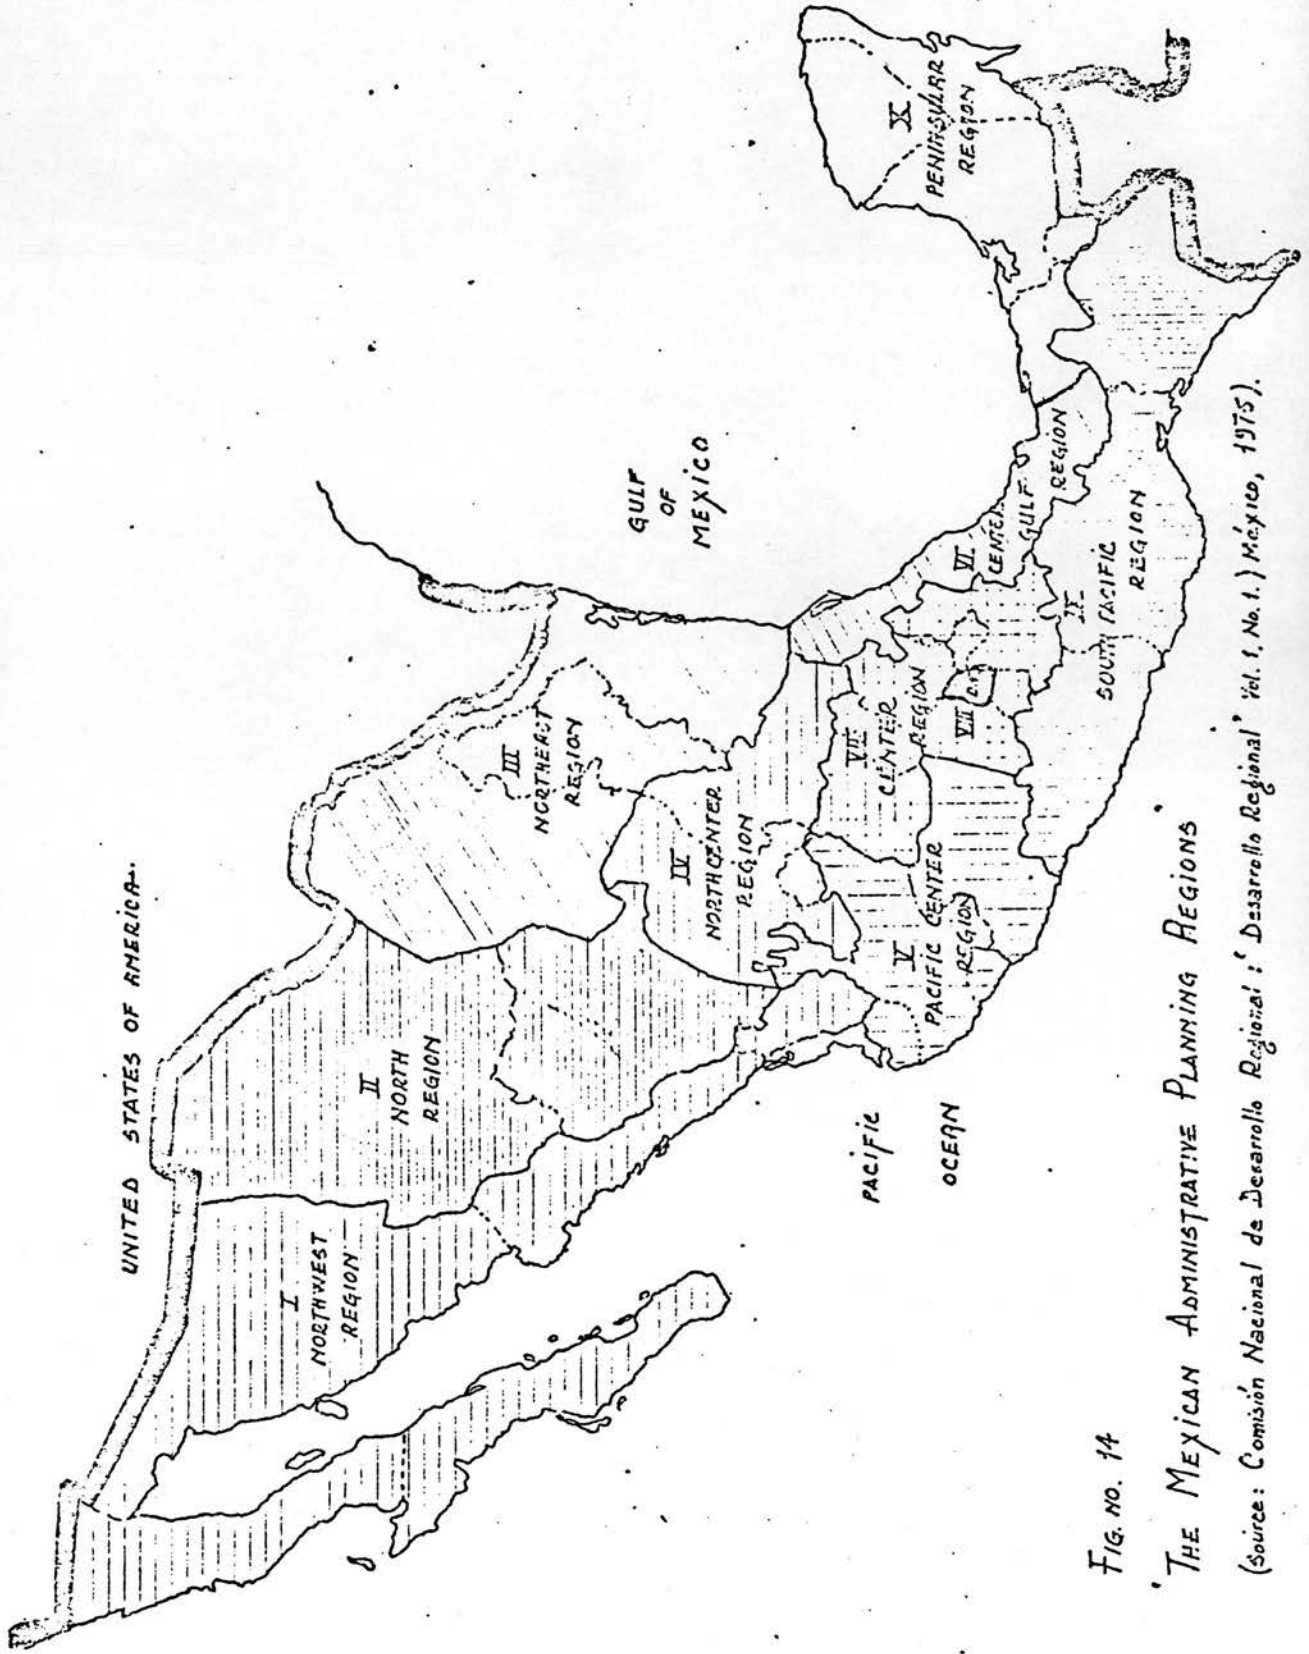 UNITED STATES OF AMERICA.
I
NORTHWEST
REGION
II
NORTH
REGION
III
NORTHEAST
REGION
IV
NORTHCENTER
REGION
V
PACIFIC CENTER
REGION
VI
CENTER
GULF
REGION
VII
VIII
CENTER
REGION
D.F.
IX
SOUTH PACIFIC
REGION
X
PENINSULAR
REGION
GULF
OF
MEXICO
PACIFIC
OCEAN
FIG. NO. 14
'THE MEXICAN ADMINISTRATIVE PLANNING REGIONS'
(Source: Comisión Nacional de Desarrollo Regional: 'Desarrollo Regional' Vol. 1, No. 1.) México, 1975).